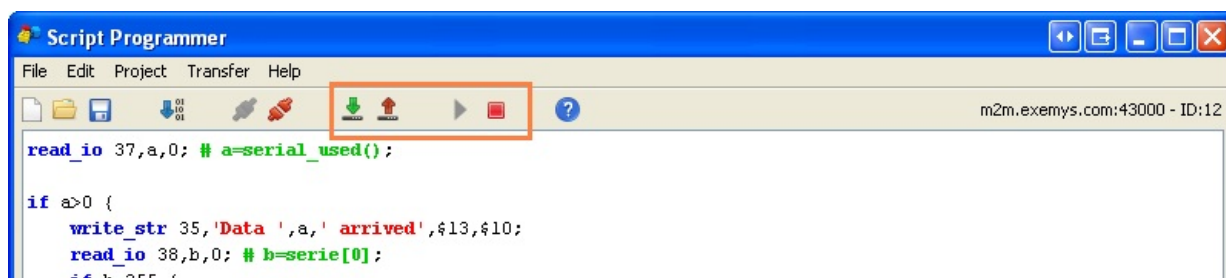 Script Programmer
File Edit Project Transfer Help
m2m.exemys.com:43000 - ID:12
read_io 37,a,0; # a=serial_used();
if a>0 {
write_str 35,'Data ',a,' arrived',$13,$10;
read_io 38,b,0; # b=serie[0];